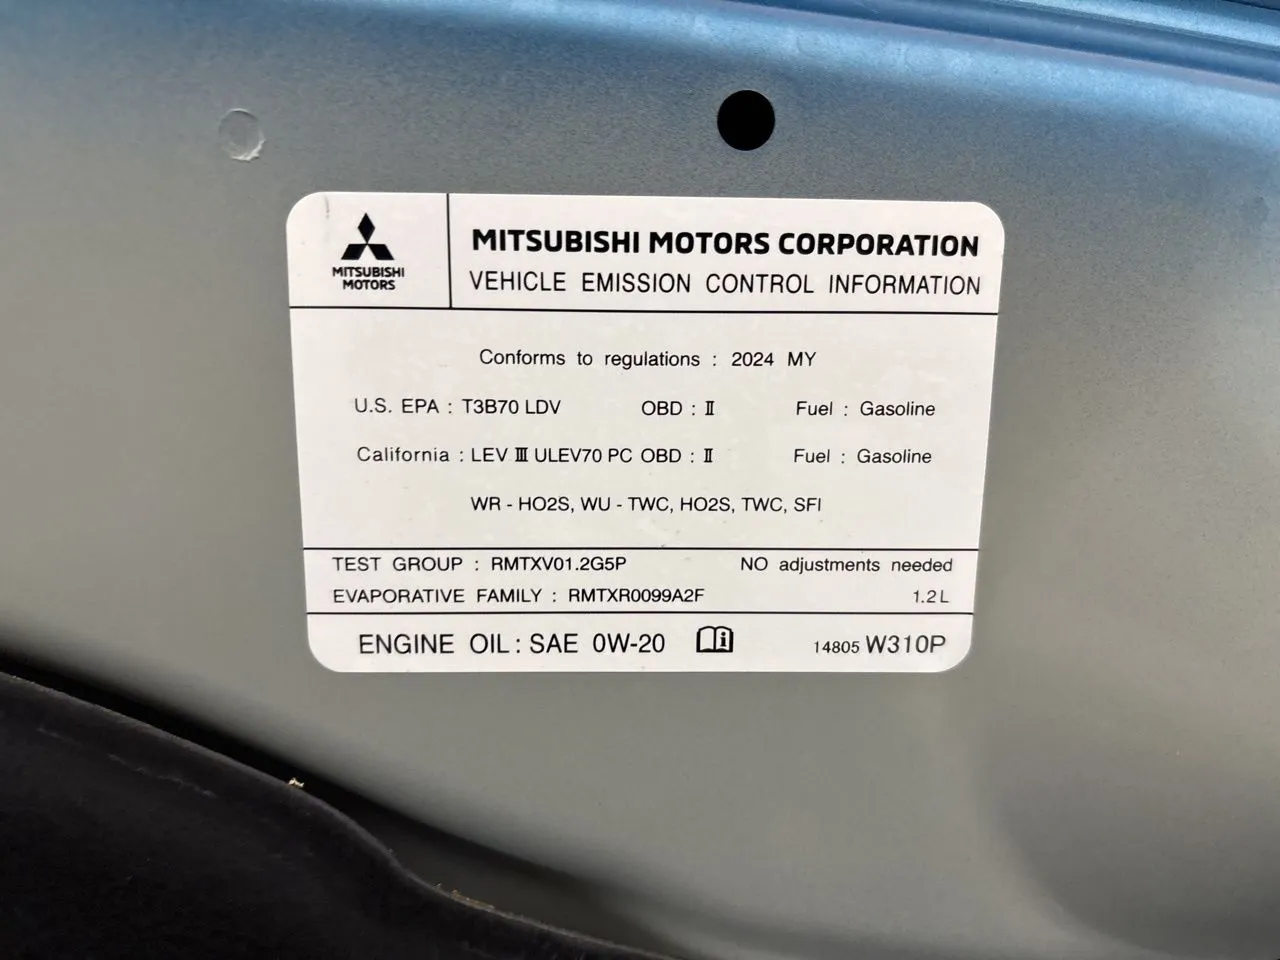 MITSUBISHI
MOTORS
MITSUBISHI MOTORS CORPORATION
VEHICLE EMISSION CONTROL INFORMATION
Conforms to regulations : 2024 MY
U.S. EPA : T3B70 LDV OBD : II Fuel : Gasoline
California : LEV III ULEV70 PC OBD : II Fuel : Gasoline
WR - HO2S, WU - TWC, HO2S, TWC, SFI
TEST GROUP : RMTXV01.2G5P NO adjustments needed
EVAPORATIVE FAMILY : RMTXR0099A2F 1.2 L
ENGINE OIL : SAE 0W-20 14805 W310P